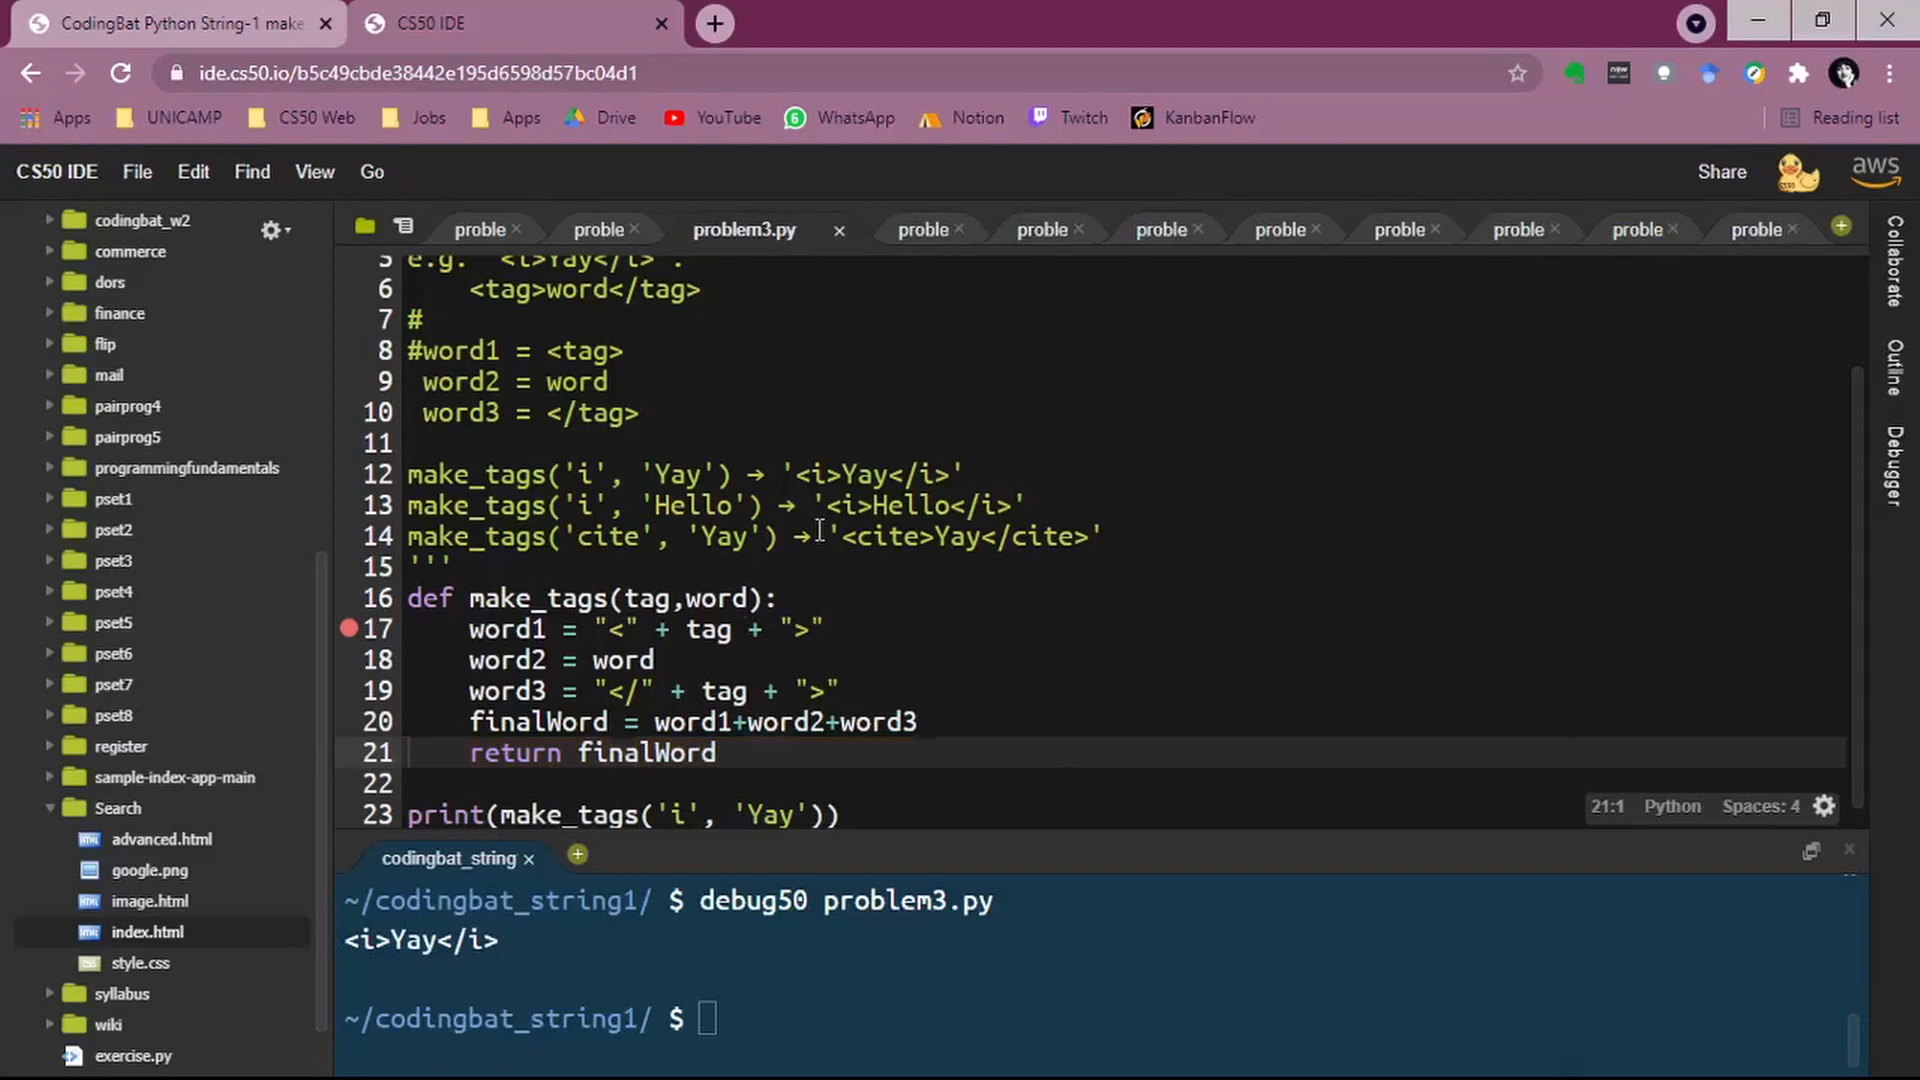 CodingBat Python String-1 make
CS50 IDE
ide.cs50.io/b5c49cbde38442e195d6598d57bc04d1
new
Apps UNICAMP CS50 Web Jobs Apps Drive YouTube WhatsApp Notion Twitch KanbanFlow Reading list
CS50 IDE File Edit Find View Go Share CS50 aws
codingbat_w2
commerce
dors
finance
flip
mail
pairprog4
pairprog5
programmingfundamentals
pset1
pset2
pset3
pset4
pset5
pset6
pset7
pset8
register
sample-index-app-main
Search
advanced.html
google.png
image.html
index.html
style.css
syllabus
wiki
exercise.py
proble proble problem3.py proble proble proble proble proble proble proble proble
5 e.g. "<i>Yay</i>".
6     <tag>word</tag>
7 #
8 #word1 = <tag>
9  word2 = word
10  word3 = </tag>
11
12 make_tags('i', 'Yay') → '<i>Yay</i>'
13 make_tags('i', 'Hello') → '<i>Hello</i>'
14 make_tags('cite', 'Yay') → '<cite>Yay</cite>'
15 '''
16 def make_tags(tag,word):
17     word1 = "<" + tag + ">"
18     word2 = word
19     word3 = "</" + tag + ">"
20     finalWord = word1+word2+word3
21     return finalWord
22
23 print(make_tags('i', 'Yay'))
21:1 Python Spaces: 4
Collaborate
Outline
Debugger
codingbat_string
~/codingbat_string1/ $ debug50 problem3.py
<i>Yay</i>
~/codingbat_string1/ $